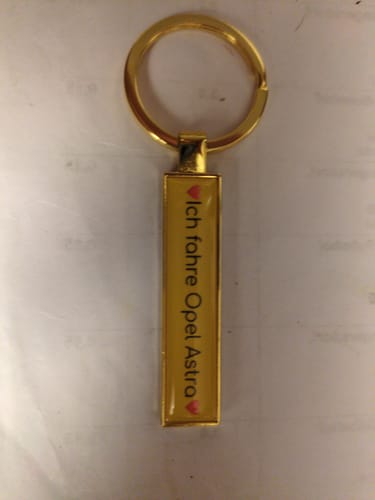 ❤Ich fahre Opel Astra❤